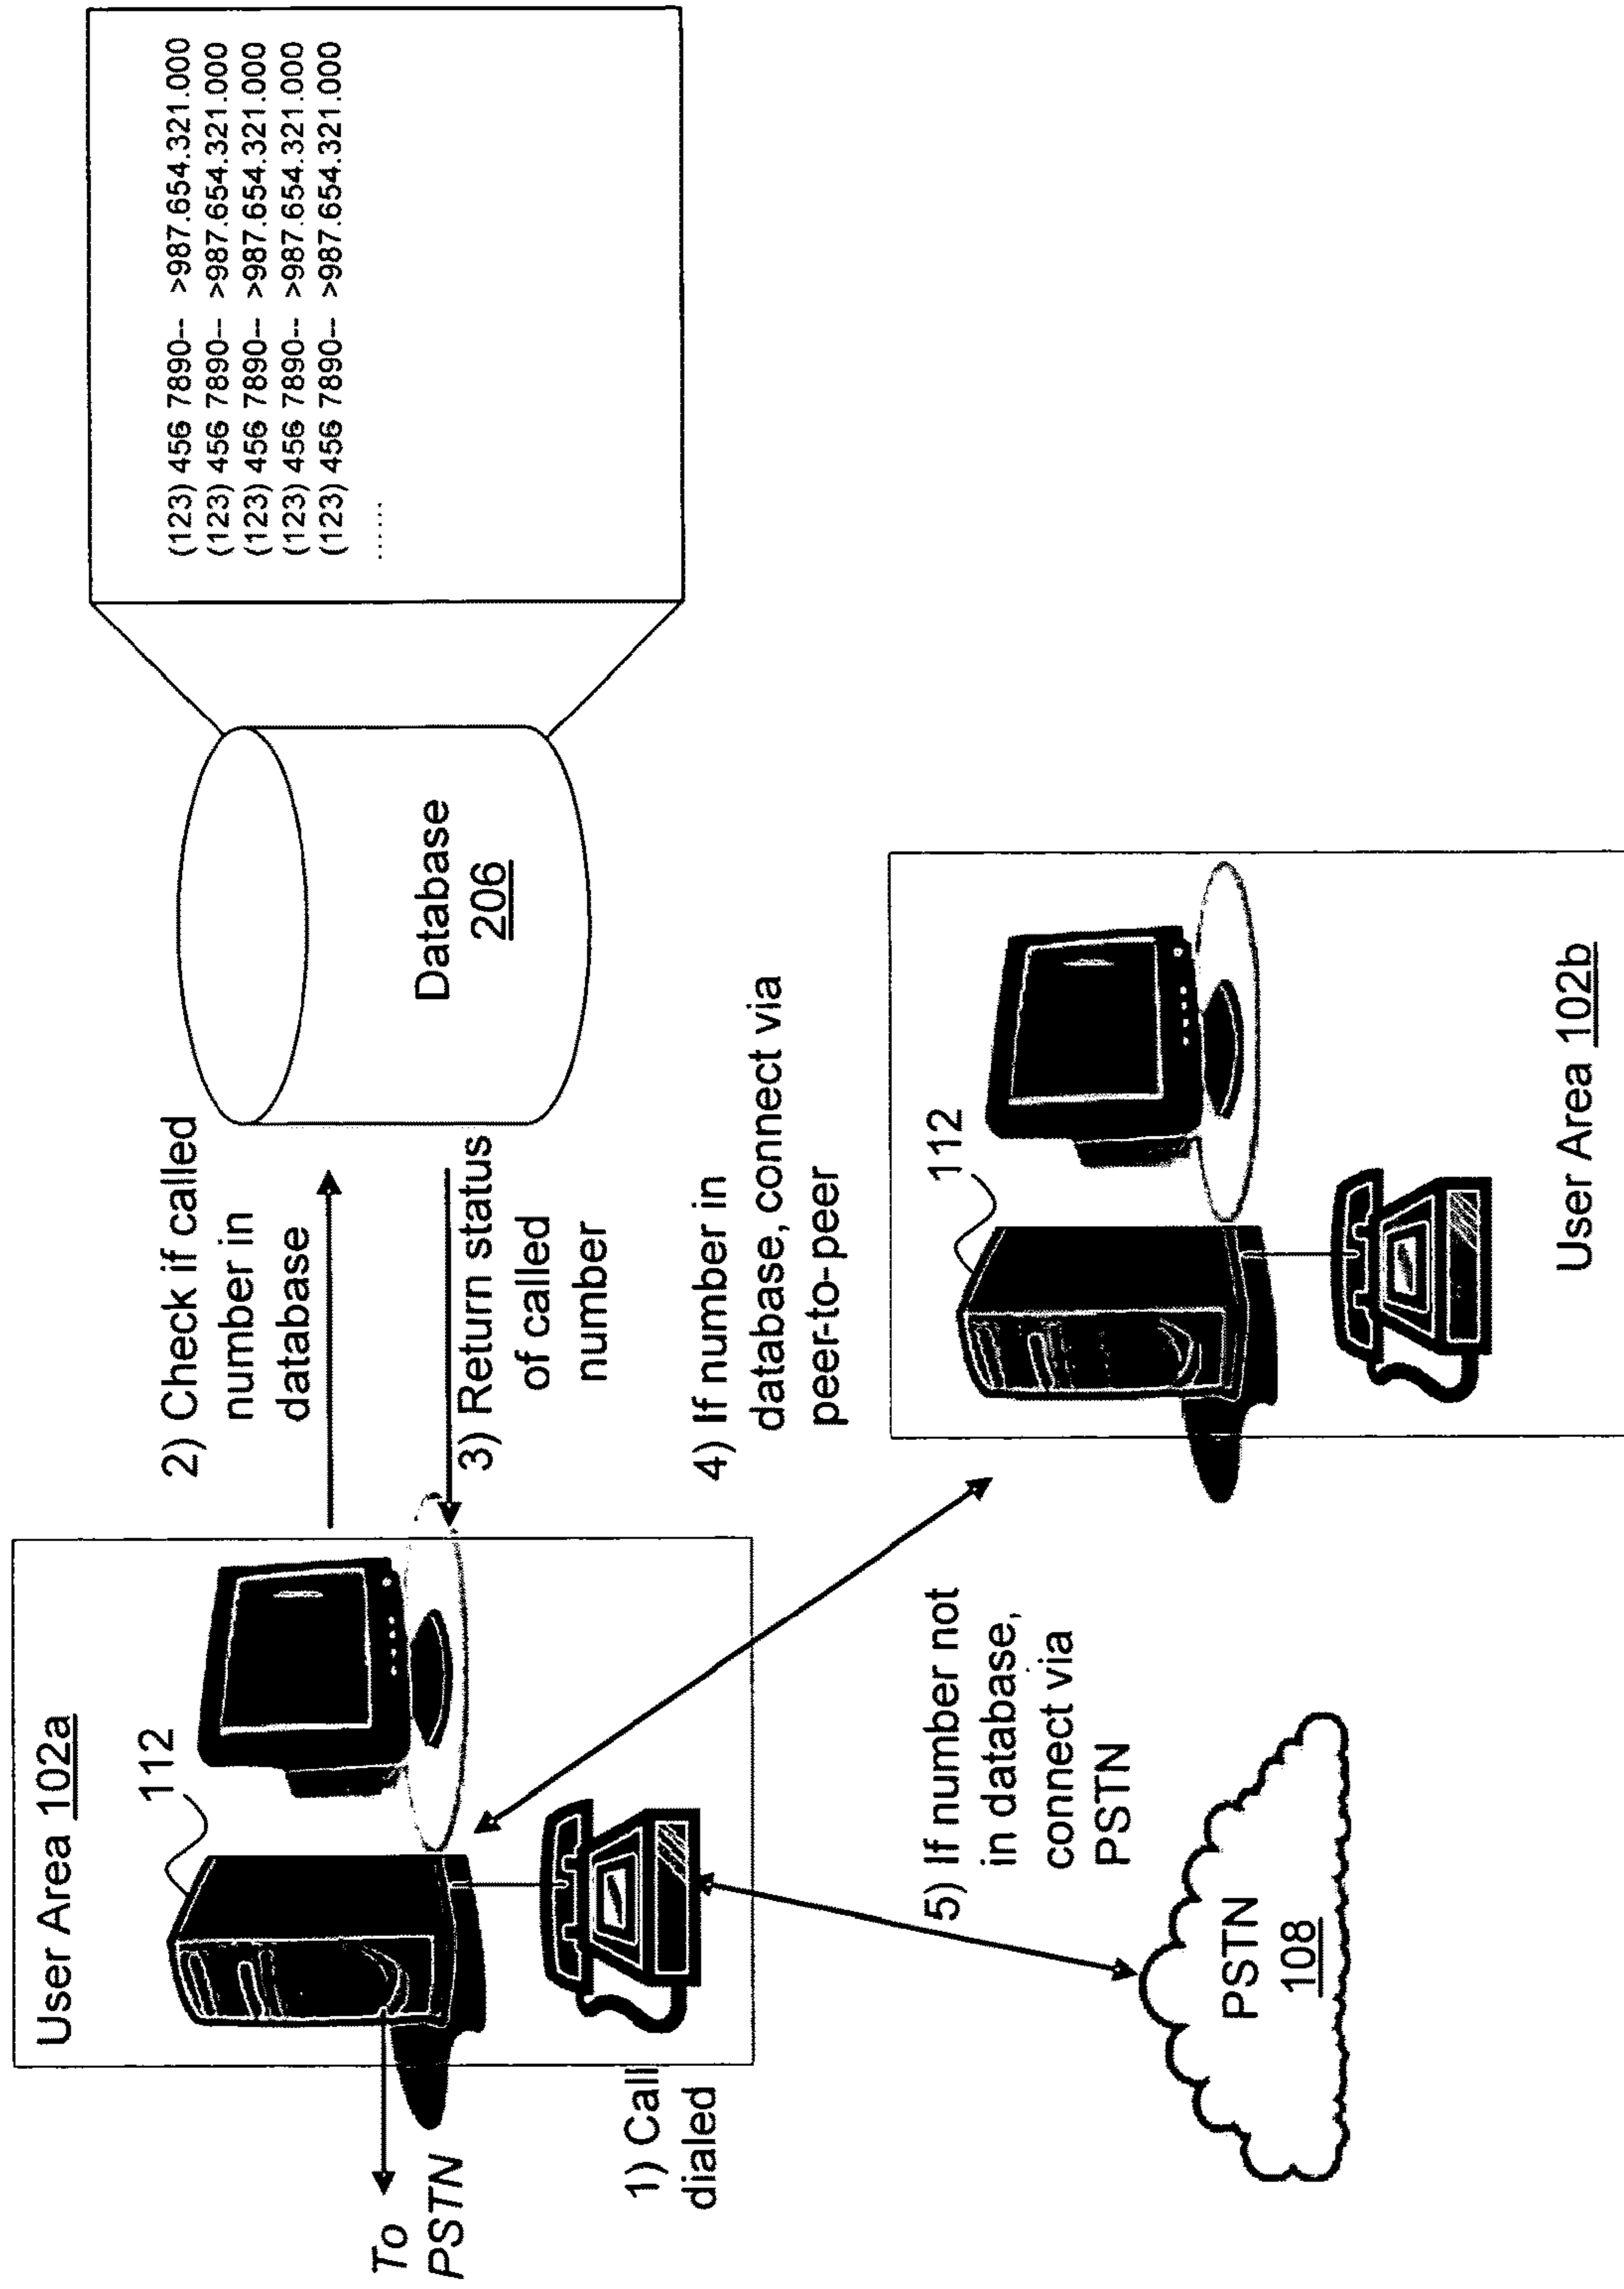 User Area 102a
112
To
PSTN
1) Call
dialed
2) Check if called
number in
database
3) Return status
of called
number
Database
206
(123) 456 7890-- >987.654.321.000
(123) 456 7890-- >987.654.321.000
(123) 456 7890-- >987.654.321.000
(123) 456 7890-- >987.654.321.000
(123) 456 7890-- >987.654.321.000
......
4) If number in
database, connect via
peer-to-peer
5) If number not
in database,
connect via
PSTN
PSTN
108
112
User Area 102b